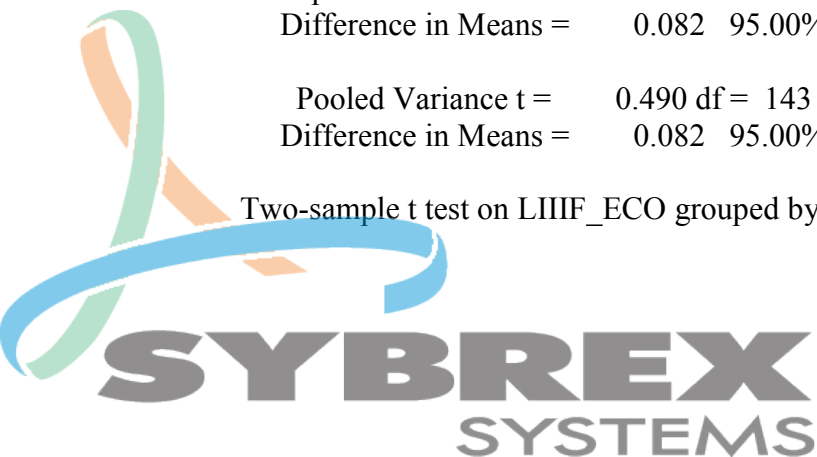 Difference in Means = 0.082 95.00%
Pooled Variance t = 0.490 df = 143
Difference in Means = 0.082 95.00%
Two-sample t test on LIIIF_ECO grouped by
SYBREX
SYSTEMS